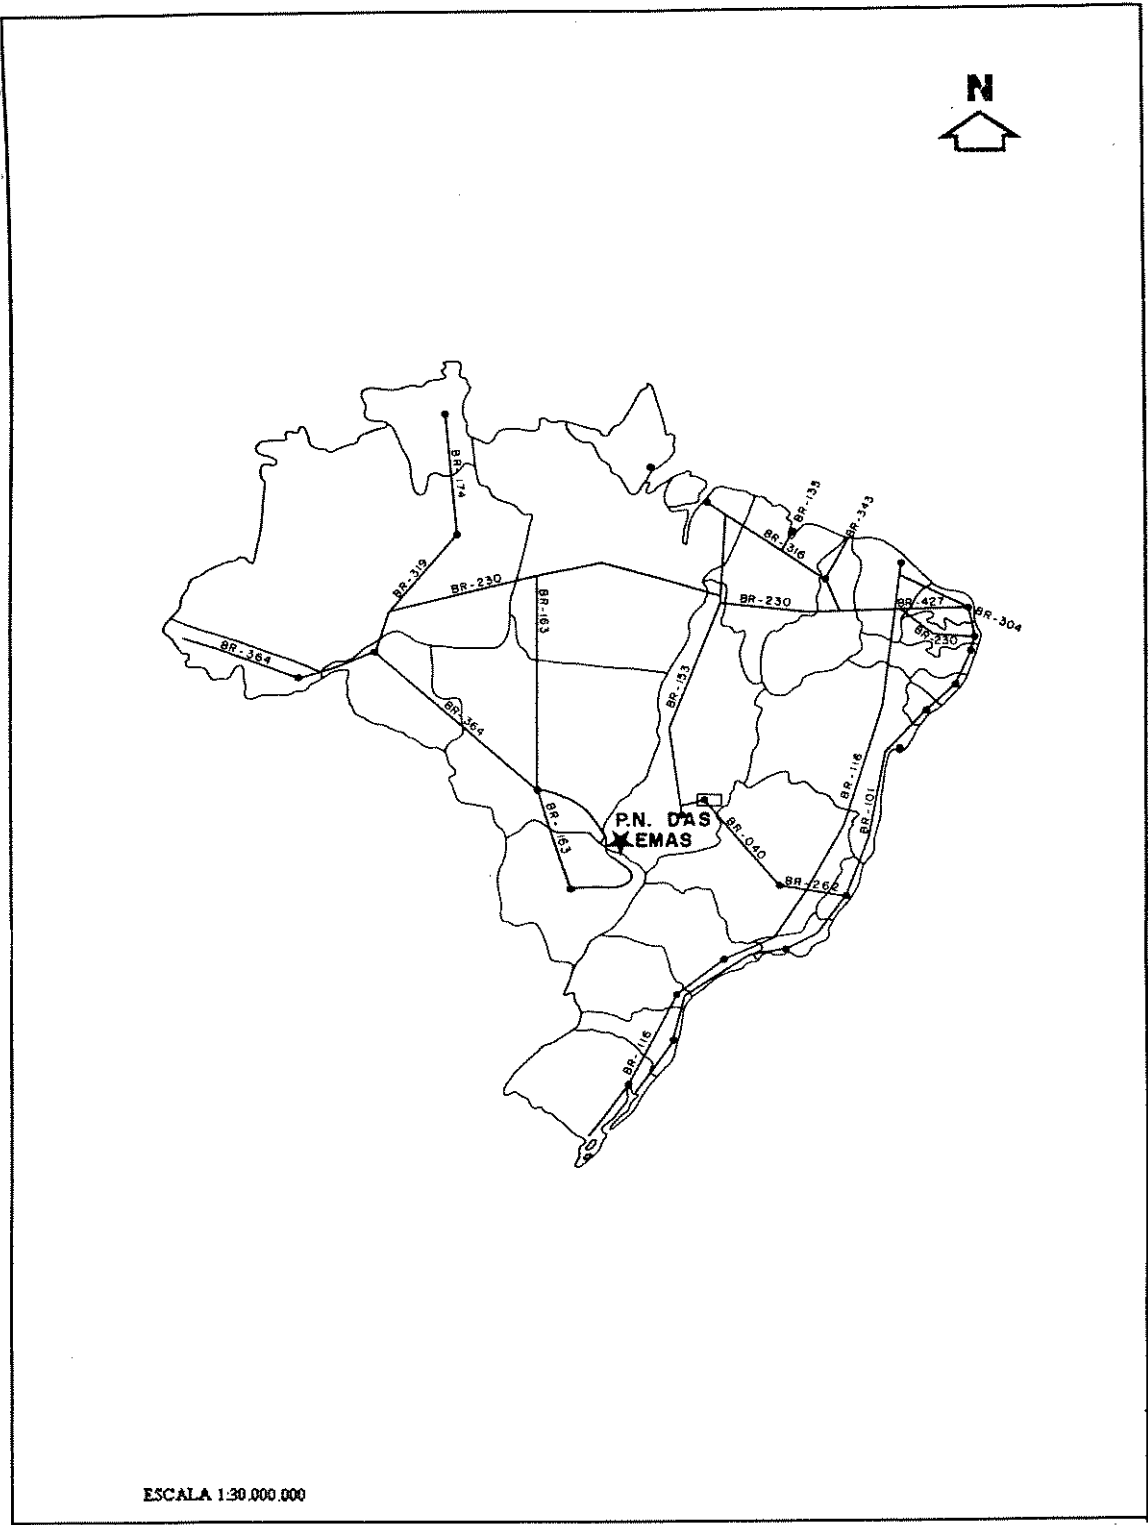 N
BR-174
BR-135
BR-343
BR-316
BR-319
BR-230
BR-163
BR-230
BR-427
BR-304
BR-230
BR-364
BR-153
BR-364
BR-116
BR-101
BR-163
P.N. DAS
EMAS
BR-040
BR-262
BR-116
ESCALA 1:30.000.000